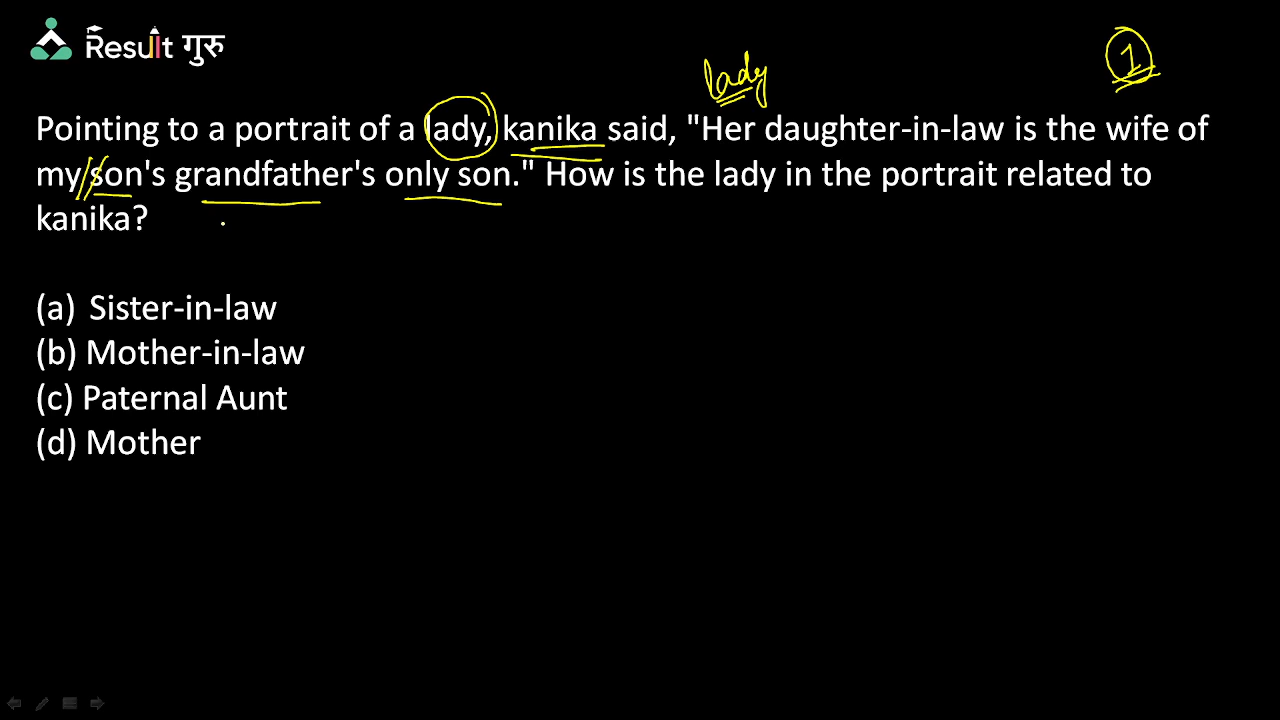 Result गुरु
lady
1
Pointing to a portrait of a lady, kanika said, "Her daughter-in-law is the wife of
my son's grandfather's only son." How is the lady in the portrait related to
kanika?
(a) Sister-in-law
(b) Mother-in-law
(c) Paternal Aunt
(d) Mother